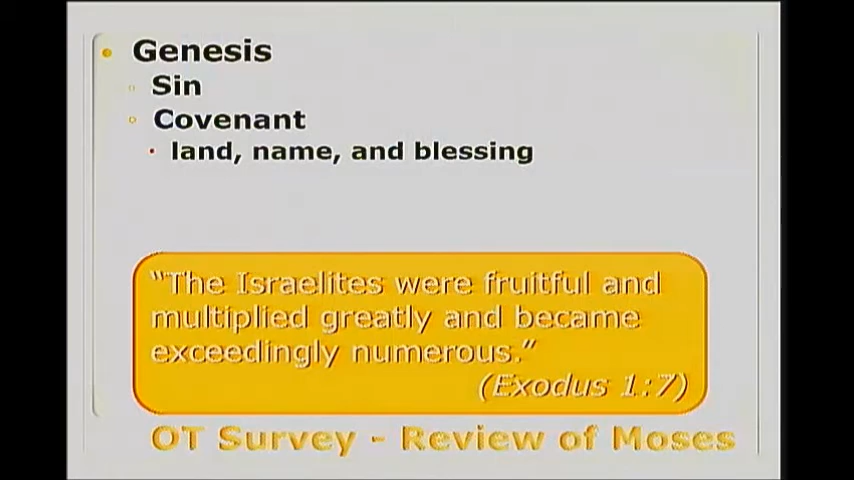 Genesis
Sin
Covenant
land, name, and blessing
"The Israelites were fruitful and
multiplied greatly and became
exceedingly numerous."
(Exodus 1:7)
OT Survey - Review of Moses